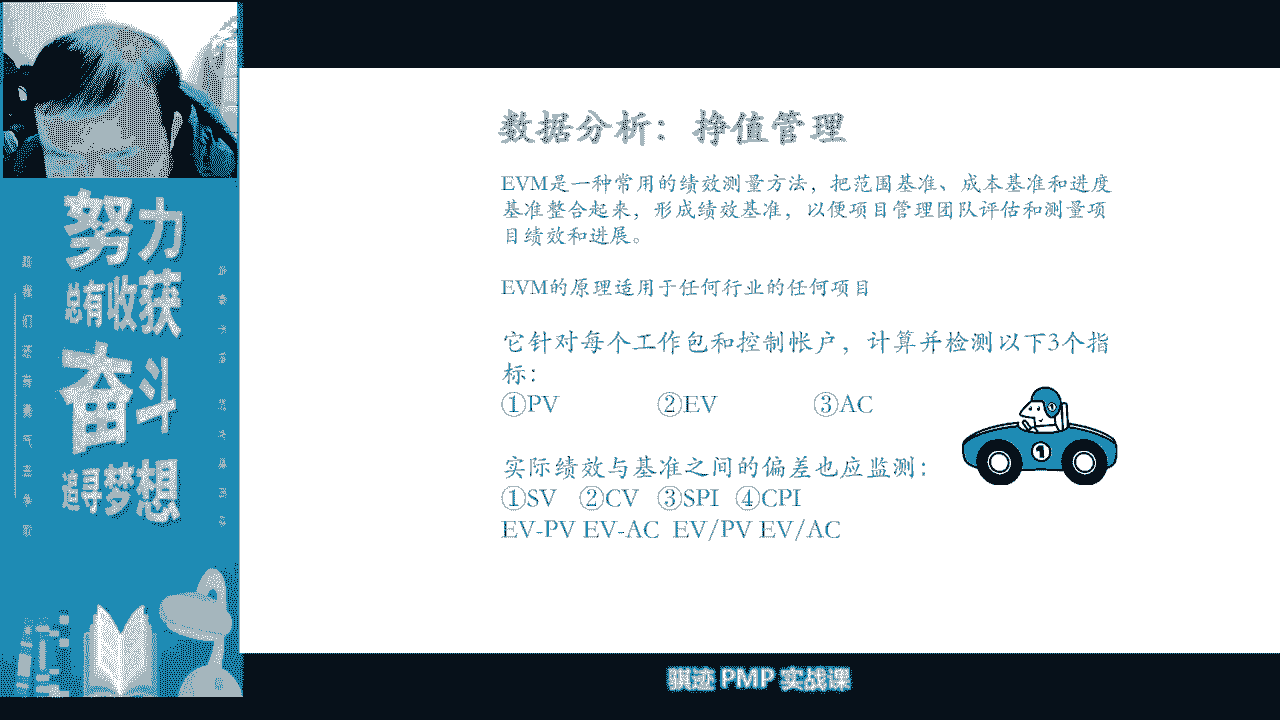 数据分析：挣值管理
EVM是一种常用的绩效测量方法，把范围基准、成本基准和进度
基准整合起来，形成绩效基准，以便项目管理团队评估和测量项
目绩效和进展。
EVM的原理适用于任何行业的任何项目
它针对每个工作包和控制帐户，计算并检测以下3个指
标：
①PV ②EV ③AC
实际绩效与基准之间的偏差也应监测：
①SV ②CV ③SPI ④CPI
EV-PV EV-AC EV/PV EV/AC
努力
总有收获
奋斗
追寻梦想
1
1
骐迹 PMP 实战课